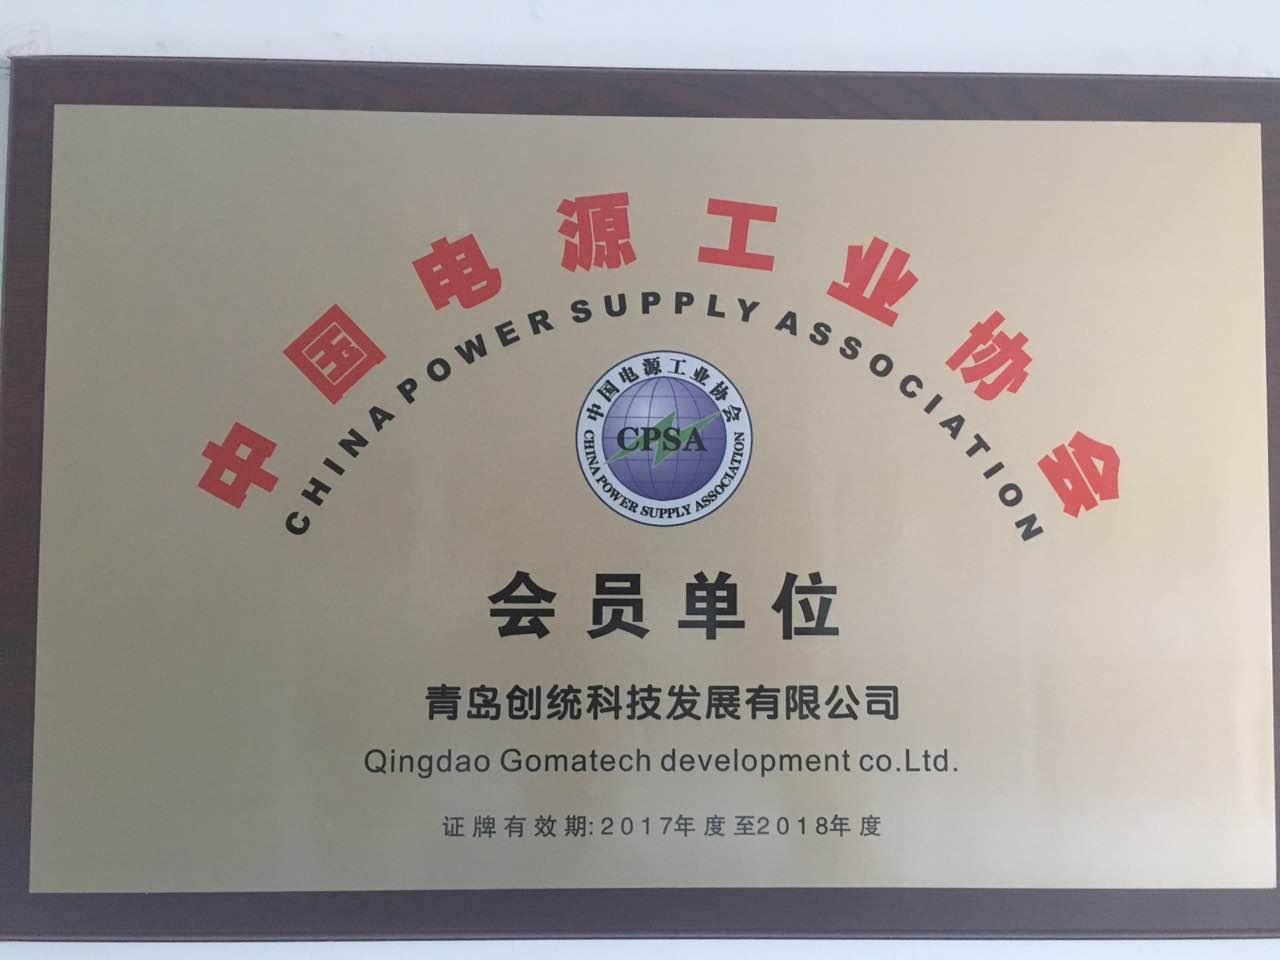 中国电源工业协会
CHINA POWER SUPPLY ASSOCIATION
中国电源工业协会
CPSA
CHINA POWER SUPPLY ASSOCIATION
会员单位
青岛创统科技发展有限公司
Qingdao Gomatech development co.Ltd.
证牌有效期:2017年度至2018年度